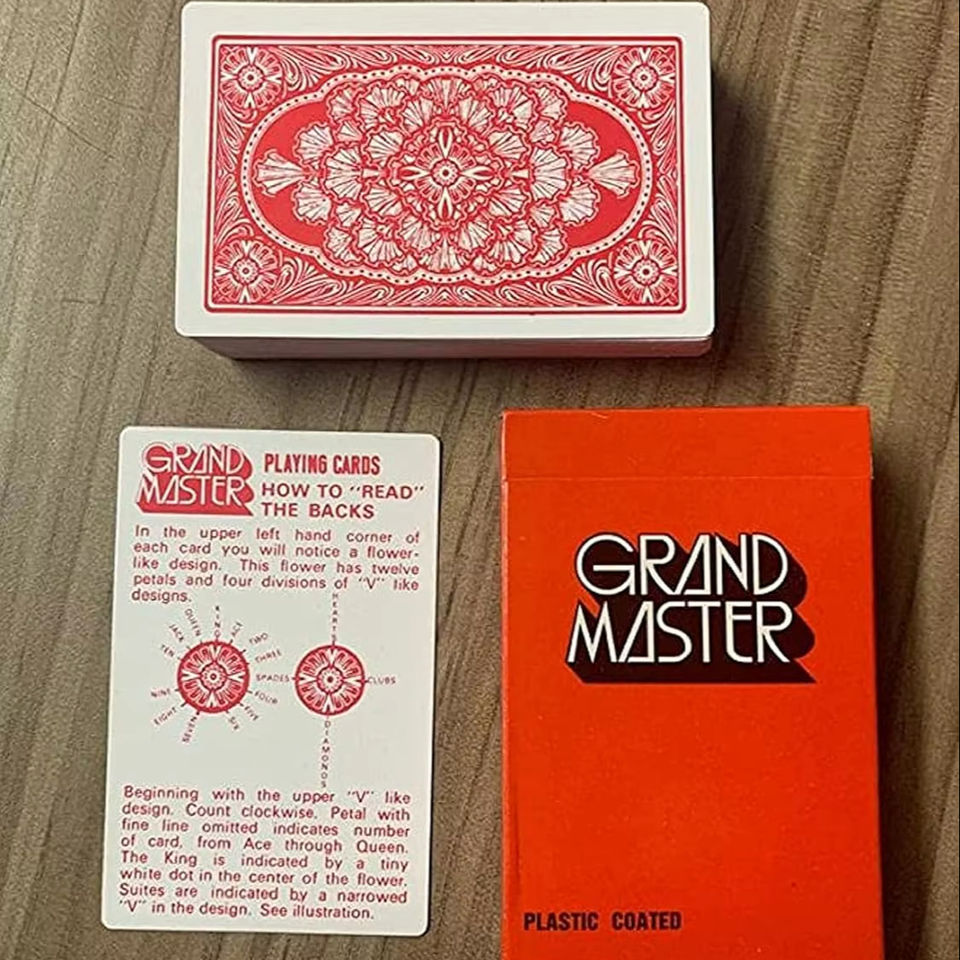 GRAND
MASTER
PLAYING CARDS
HOW TO "READ"
THE BACKS
In the upper left hand corner of
each card you will notice a flower-
like design. This flower has twelve
petals and four divisions of "V" like
designs.
KING
ACE
TWO
THREE
FOUR
FIVE
SIX
SEVEN
EIGHT
NINE
TEN
JACK
QUEEN
HEARTS
SPADES
CLUBS
DIAMONDS
Beginning with the upper "V" like
design. Count clockwise. Petal with
fine line omitted indicates number
of card, from Ace through Queen.
The King is indicated by a tiny
white dot in the center of the flower.
Suites are indicated by a narrowed
"V" in the design. See illustration.
GRAND
MASTER
PLASTIC COATED